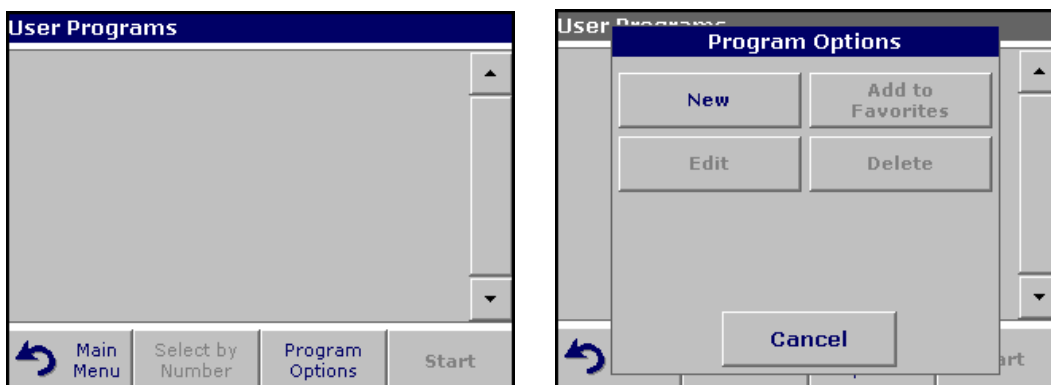 User Programs
Main
Menu
Select by
Number
Program
Options
Start
User Programs
Program Options
New
Add to
Favorites
Edit
Delete
Cancel
art